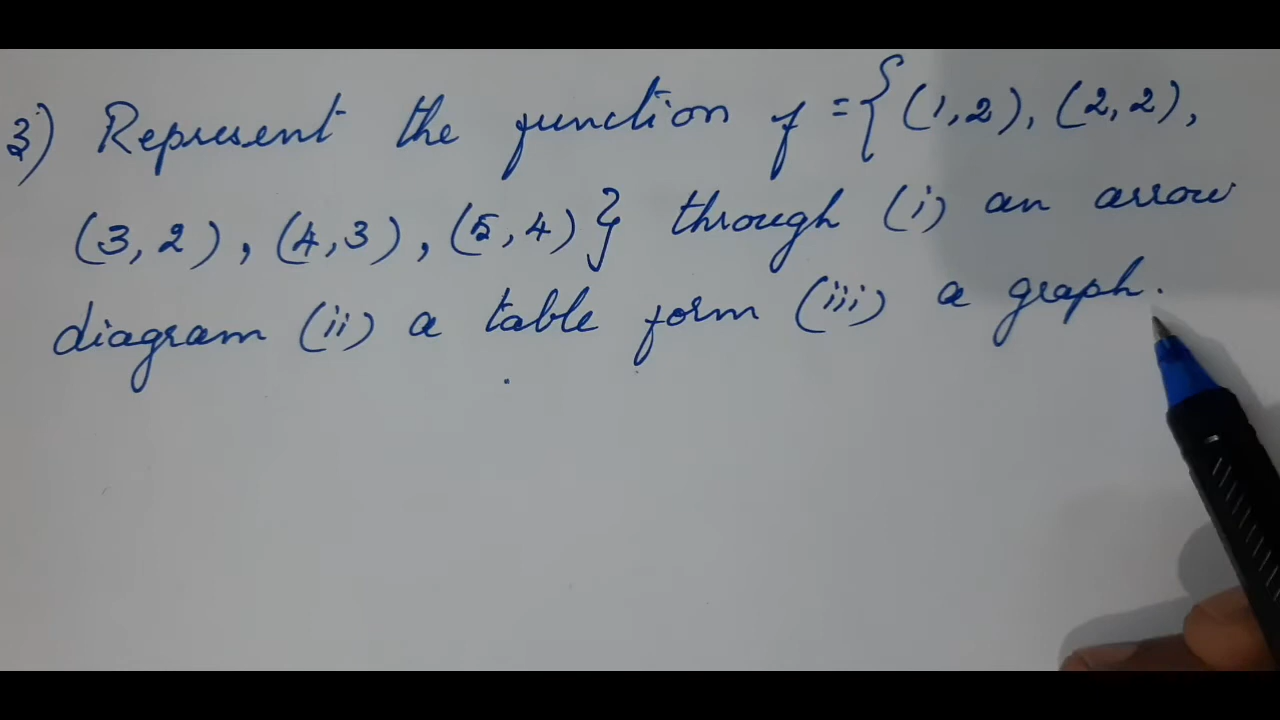 3) Represent the function f = {(1,2), (2,2),
(3,2), (4,3), (5,4)} through (i) an arrow
diagram (ii) a table form (iii) a graph.